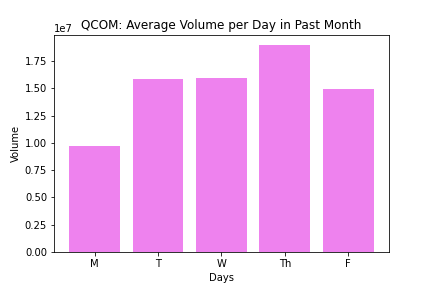 QCOM: Average Volume per Day in Past Month
1e7
1.75
1.50
1.25
1.00
0.75
0.50
0.25
0.00
Volume
M T W Th F
Days